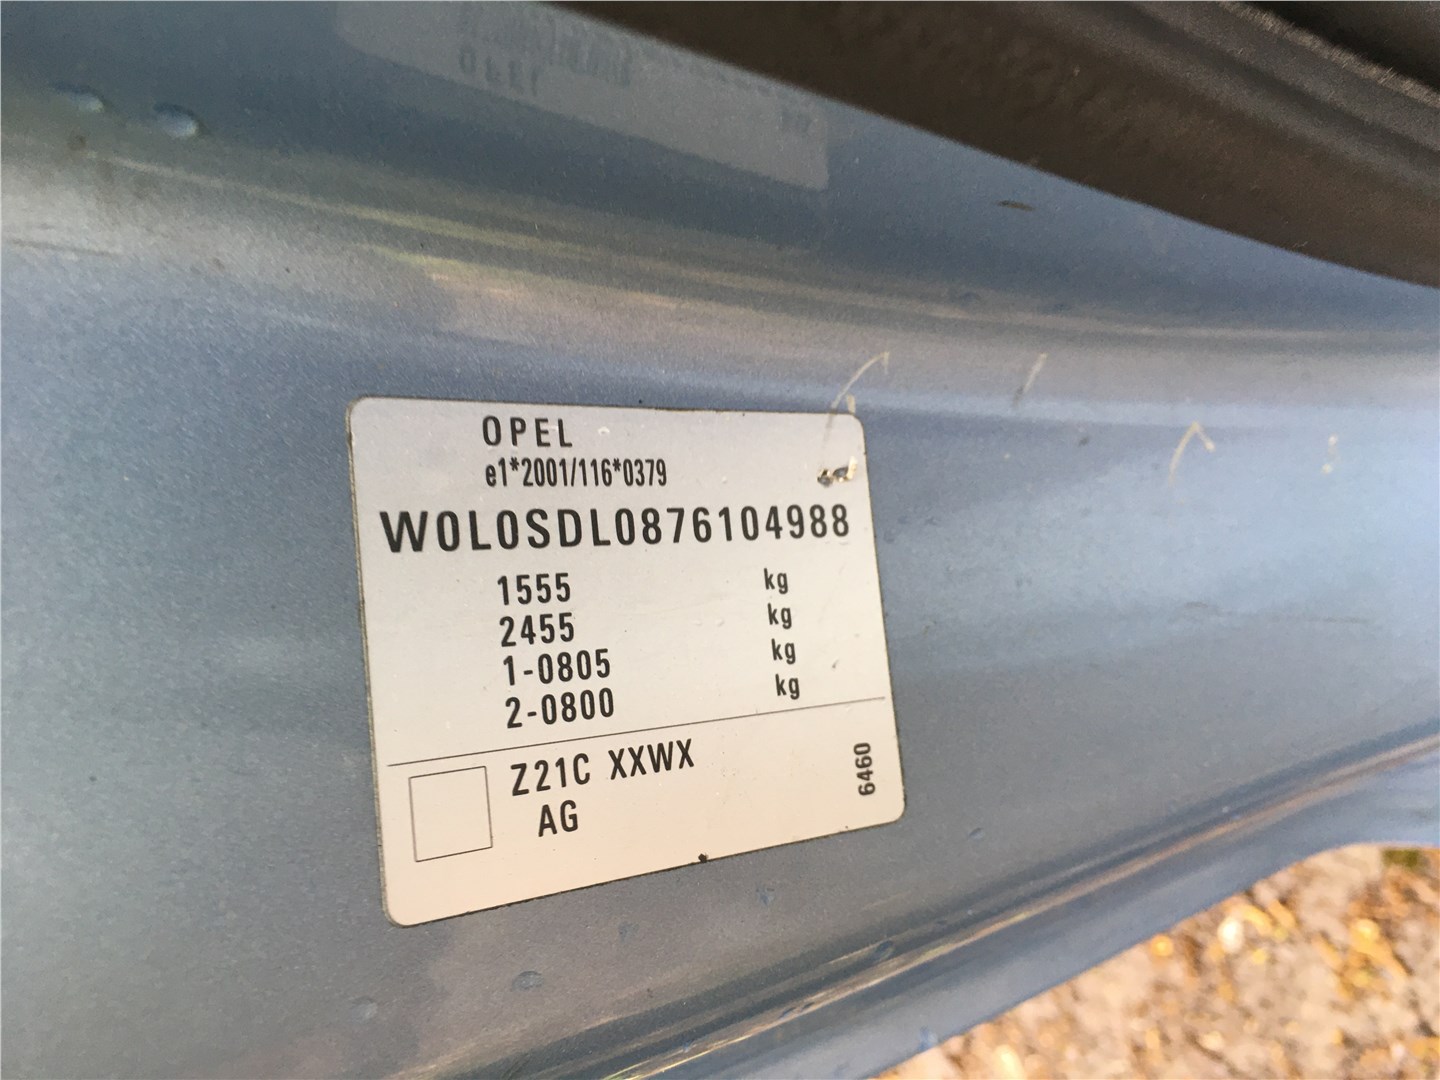 OPEL
e1*2001/116*0379
W0L0SDL0876104988
1555 kg
2455 kg
1-0805 kg
2-0800 kg
Z21C XXWX
AG
6460